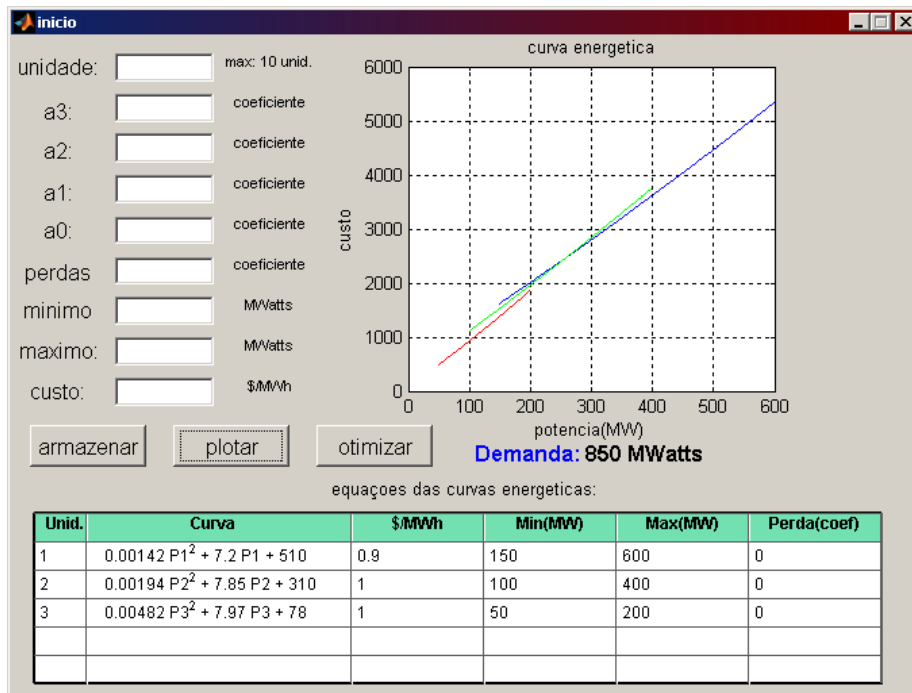 inicio
unidade: max: 10 unid.
a3: coeficiente
a2: coeficiente
a1: coeficiente
a0: coeficiente
perdas coeficiente
minimo MWatts
maximo: MWatts
custo: $/MWh
armazenar plotar otimizar
curva energetica
6000
5000
4000
3000
2000
1000
0
custo
0 100 200 300 400 500 600
potencia(MW)
Demanda: 850 MWatts
equaçoes das curvas energeticas:
Unid. Curva $/MWh Min(MW) Max(MW) Perda(coef)
1 0.00142 P1² + 7.2 P1 + 510 0.9 150 600 0
2 0.00194 P2² + 7.85 P2 + 310 1 100 400 0
3 0.00482 P3² + 7.97 P3 + 78 1 50 200 0